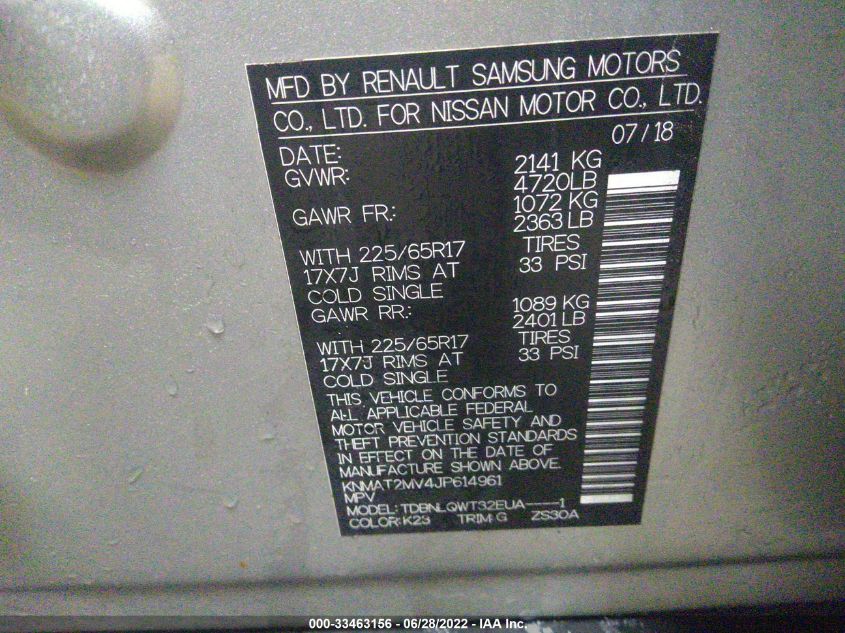 MFD BY RENAULT SAMSUNG MOTORS
CO., LTD. FOR NISSAN MOTOR CO., LTD.
DATE: 07/18
GVWR: 2141 KG
4720LB
GAWR FR.: 1072 KG
2363 LB
WITH 225/65R17 TIRES
17X7J RIMS AT 33 PSI
COLD SINGLE
GAWR RR.: 1089 KG
2401 LB
WITH 225/65R17 TIRES
17X7J RIMS AT 33 PSI
COLD SINGLE
THIS VEHICLE CONFORMS TO
ALL APPLICABLE FEDERAL
MOTOR VEHICLE SAFETY AND
THEFT PREVENTION STANDARDS
IN EFFECT ON THE DATE OF
MANUFACTURE SHOWN ABOVE.
KNMAT2MV4JP614961
MPV
MODEL: TDBNLQWT32EUA----1
COLOR: K23 TRIM: G ZS30A
000-33463156 - 06/28/2022 - IAA Inc.